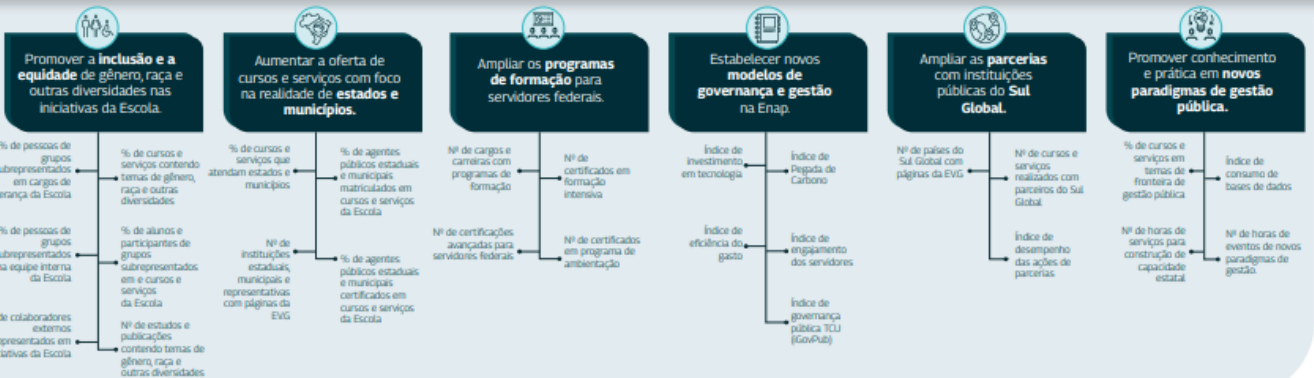 Promover a inclusão e a
equidade de gênero, raça e
outras diversidades nas
iniciativas da Escola.
% de pessoas de
grupos
subrepresentados
em cargos de
da Escola
% de pessoas de
grupos
subrepresentados
equipe interna
da Escola
de colaboradores
externos
em
da Escola
% de cursos e
serviços contendo
temas de gênero,
raça e outras
diversidades
% de alunos e
participantes de
grupos
subrepresentados
em e cursos e
serviços
da Escola
Nº de estudos e
publicações
contendo temas de
gênero, raça e
outras diversidades
Aumentar a oferta de
cursos e serviços com foco
na realidade de estados e
municípios.
% de cursos e
serviços que
atendam estados e
municípios
Nº de
instituições
estaduais,
municipais e
representativas
com páginas da
EVG
% de agentes
públicos estaduais
e municipais
matriculados em
cursos e serviços
da Escola
% de agentes
públicos estaduais
e municipais
certificados em
cursos e serviços
da Escola
Ampliar os programas
de formação para
servidores federais.
Nº de cargos e
carreiras com
programas de
formação
Nº de certificações
avançadas para
servidores federais
Nº de
certificados em
formação
intensiva
Nº de certificados
em programa de
ambientação
Estabelecer novos
modelos de
governança e gestão
na Enap.
Índice de
investimento
em tecnologia
Índice de
eficiência do
gasto
Índice de
Pegada de
Carbono
Índice de
engajamento
dos servidores
Índice de
governança
pública TCU
(iGovPub)
Ampliar as parcerias
com instituições
públicas do Sul
Global.
Nº de países do
Sul Global com
páginas da EVG
Nº de cursos e
serviços
realizados com
parceiros do Sul
Global
Índice de
desempenho
das ações de
parcerias
Promover conhecimento
e prática em novos
paradigmas de gestão
pública.
% de cursos e
serviços em
temas de
fronteira de
gestão pública
Nº de horas de
serviços para
construção de
capacidade
estatal
Índice de
consumo de
bases de dados
Nº de horas de
eventos de novos
paradigmas de
gestão.